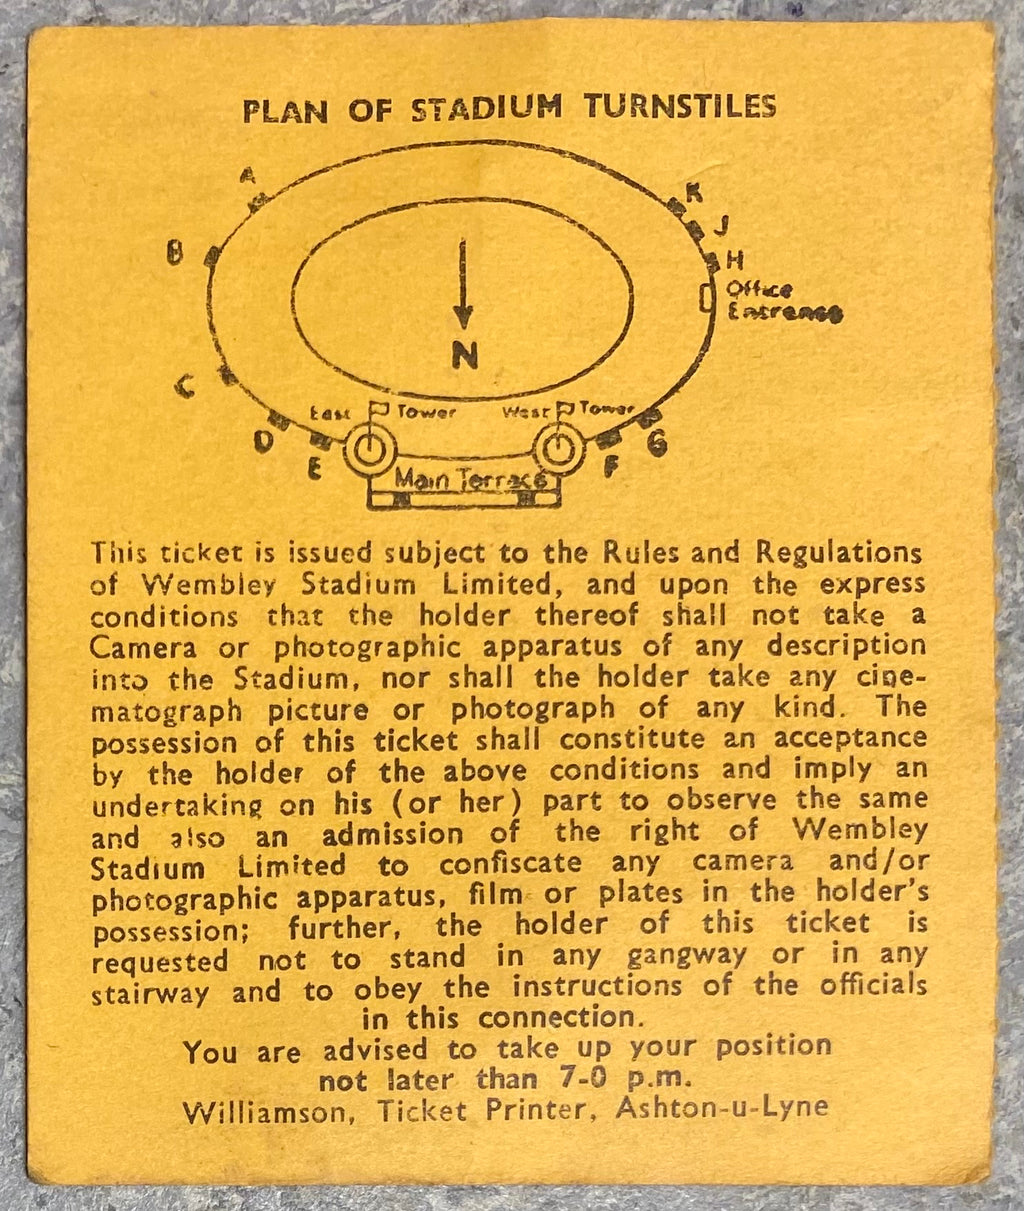 PLAN OF STADIUM TURNSTILES
A
K
B
J
H
Office
Entrance
N
C
East Tower
West Tower
D
G
E
F
Main Terrace
This ticket is issued subject to the Rules and Regulations
of Wembley Stadium Limited, and upon the express
conditions that the holder thereof shall not take a
Camera or photographic apparatus of any description
into the Stadium, nor shall the holder take any cine-
matograph picture or photograph of any kind. The
possession of this ticket shall constitute an acceptance
by the holder of the above conditions and imply an
undertaking on his (or her) part to observe the same
and also an admission of the right of Wembley
Stadium Limited to confiscate any camera and/or
photographic apparatus, film or plates in the holder's
possession; further, the holder of this ticket is
requested not to stand in any gangway or in any
stairway and to obey the instructions of the officials
in this connection.
You are advised to take up your position
not later than 7-0 p.m.
Williamson, Ticket Printer, Ashton-u-Lyne